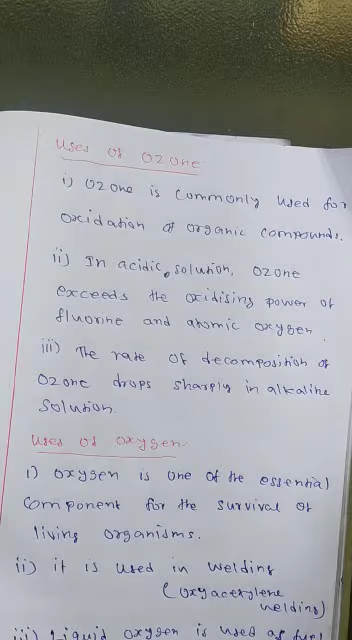 Uses of Ozone
i) Ozone is commonly used for
oxidation of organic compounds.
ii) In acidic solution, ozone
exceeds the oxidising power of
fluorine and atomic oxygen.
iii) The rate of decomposition of
Ozone drops sharply in alkaline
solution.
Uses of oxygen.
i) oxygen is one of the essential
component for the survival of
living organisms.
ii) it is used in welding
(oxyacetylene
welding)
iii) Liquid oxygen is used as fuel